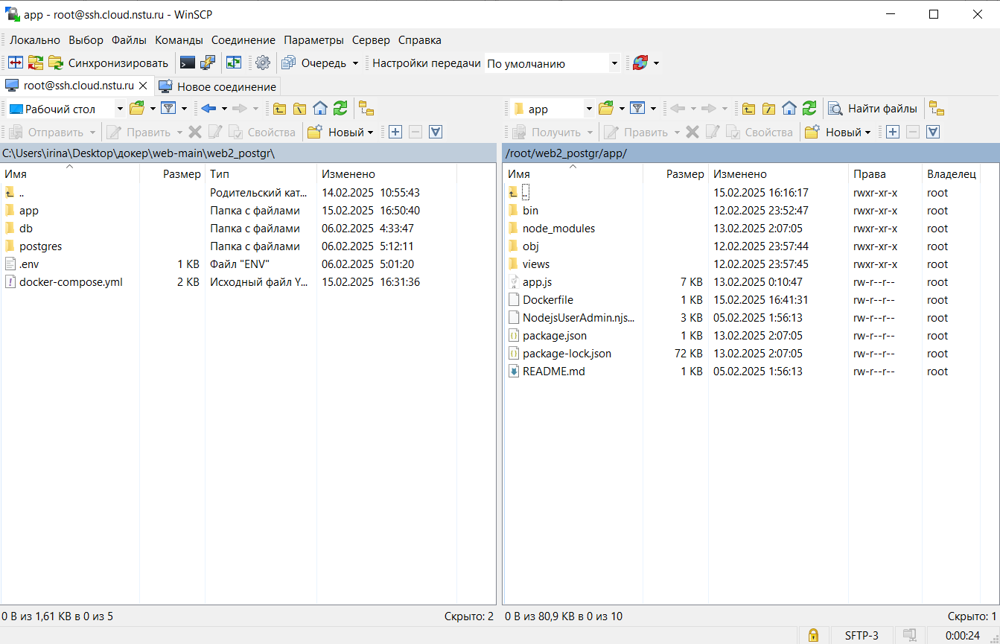 app - root@ssh.cloud.nstu.ru - WinSCP
Локально Выбор Файлы Команды Соединение Параметры Сервер Справка
Синхронизировать Очередь Настройки передачи По умолчанию
root@ssh.cloud.nstu.ru Новое соединение
Рабочий стол app Найти файлы
Отправить Править Свойства Новый Получить Править Свойства Новый
C:\Users\irina\Desktop\докер\web-main\web2_postgr\
Имя Размер Тип Изменено
.. Родительский кат... 14.02.2025 10:55:43
app Папка с файлами 15.02.2025 16:50:40
db Папка с файлами 06.02.2025 4:33:47
postgres Папка с файлами 06.02.2025 5:12:11
.env 1 KB Файл "ENV" 06.02.2025 5:01:20
docker-compose.yml 2 KB Исходный файл Y... 15.02.2025 16:31:36
/root/web2_postgr/app/
Имя Размер Изменено Права Владелец
.. 15.02.2025 16:16:17 rwxr-xr-x root
bin 12.02.2025 23:52:47 rwxr-xr-x root
node_modules 13.02.2025 2:07:05 rwxr-xr-x root
obj 12.02.2025 23:57:44 rwxr-xr-x root
views 12.02.2025 23:57:45 rwxr-xr-x root
app.js 7 KB 13.02.2025 0:10:47 rw-r--r-- root
Dockerfile 1 KB 15.02.2025 16:41:31 rw-r--r-- root
NodejsUserAdmin.njs... 3 KB 05.02.2025 1:56:13 rw-r--r-- root
package.json 1 KB 13.02.2025 2:07:05 rw-r--r-- root
package-lock.json 72 KB 13.02.2025 2:07:05 rw-r--r-- root
README.md 1 KB 05.02.2025 1:56:13 rw-r--r-- root
0 B из 1,61 KB в 0 из 5 Скрыто: 2
0 B из 80,9 KB в 0 из 10 Скрыто: 1
SFTP-3 0:00:24